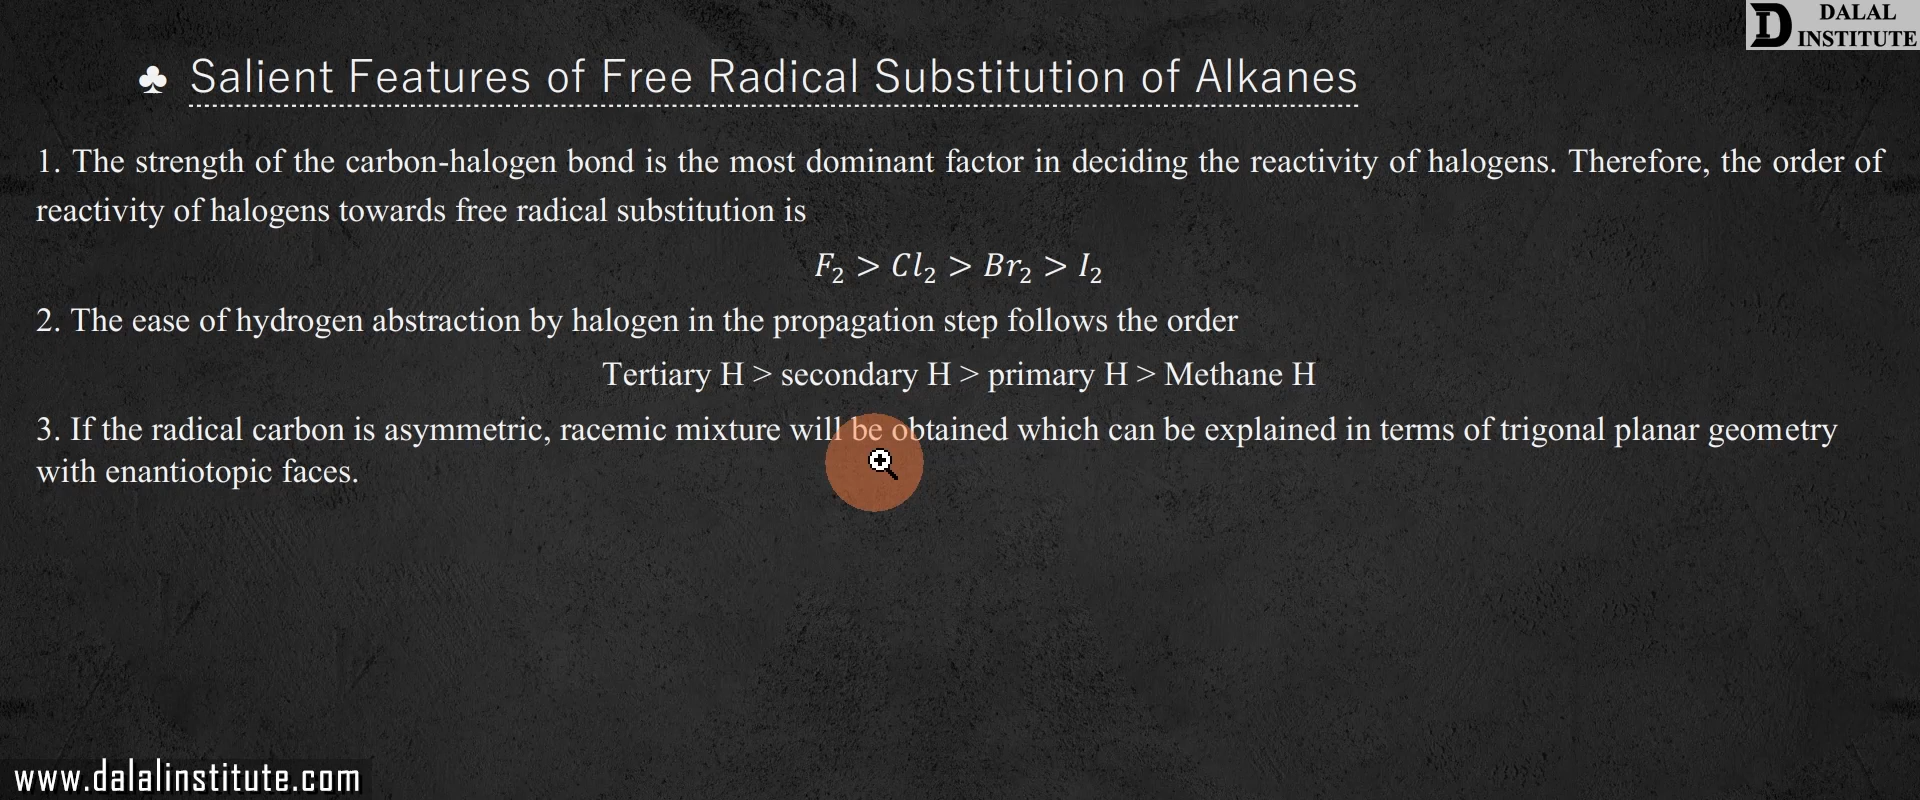 DALAL
INSTITUTE
♣ Salient Features of Free Radical Substitution of Alkanes
1. The strength of the carbon-halogen bond is the most dominant factor in deciding the reactivity of halogens. Therefore, the order of
reactivity of halogens towards free radical substitution is
F₂ > Cl₂ > Br₂ > I₂
2. The ease of hydrogen abstraction by halogen in the propagation step follows the order
Tertiary H > secondary H > primary H > Methane H
3. If the radical carbon is asymmetric, racemic mixture will be obtained which can be explained in terms of trigonal planar geometry
with enantiotopic faces.
www.dalalinstitute.com